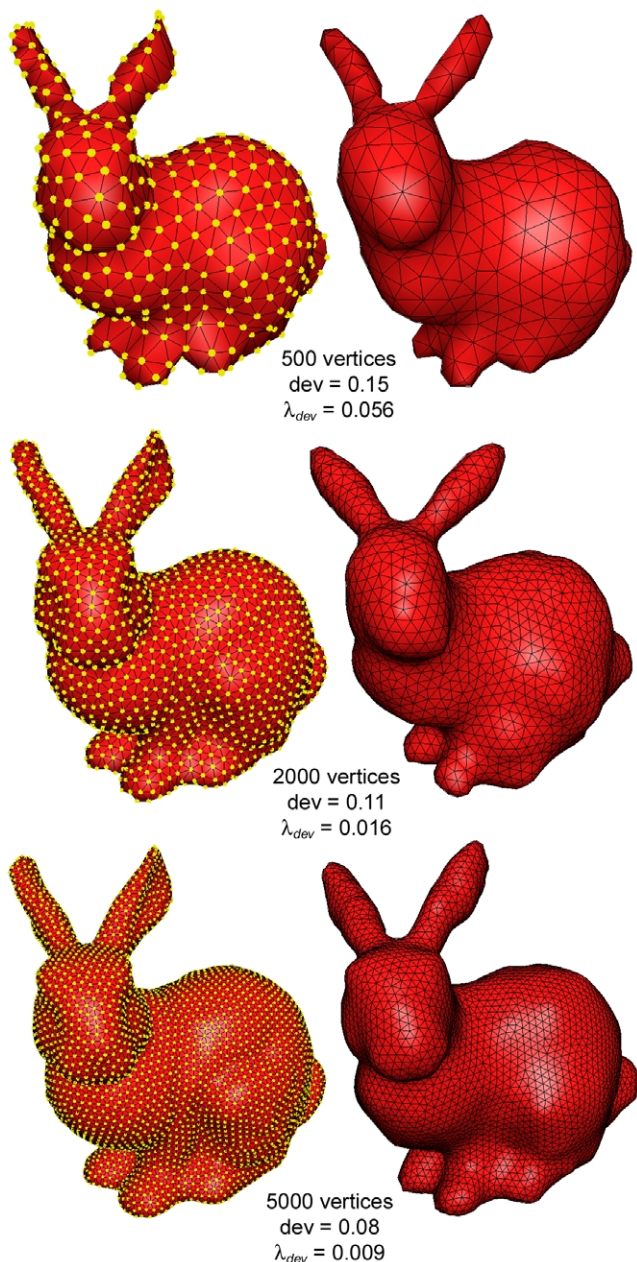 500 vertices
dev = 0.15
λdev = 0.056
2000 vertices
dev = 0.11
λdev = 0.016
5000 vertices
dev = 0.08
λdev = 0.009